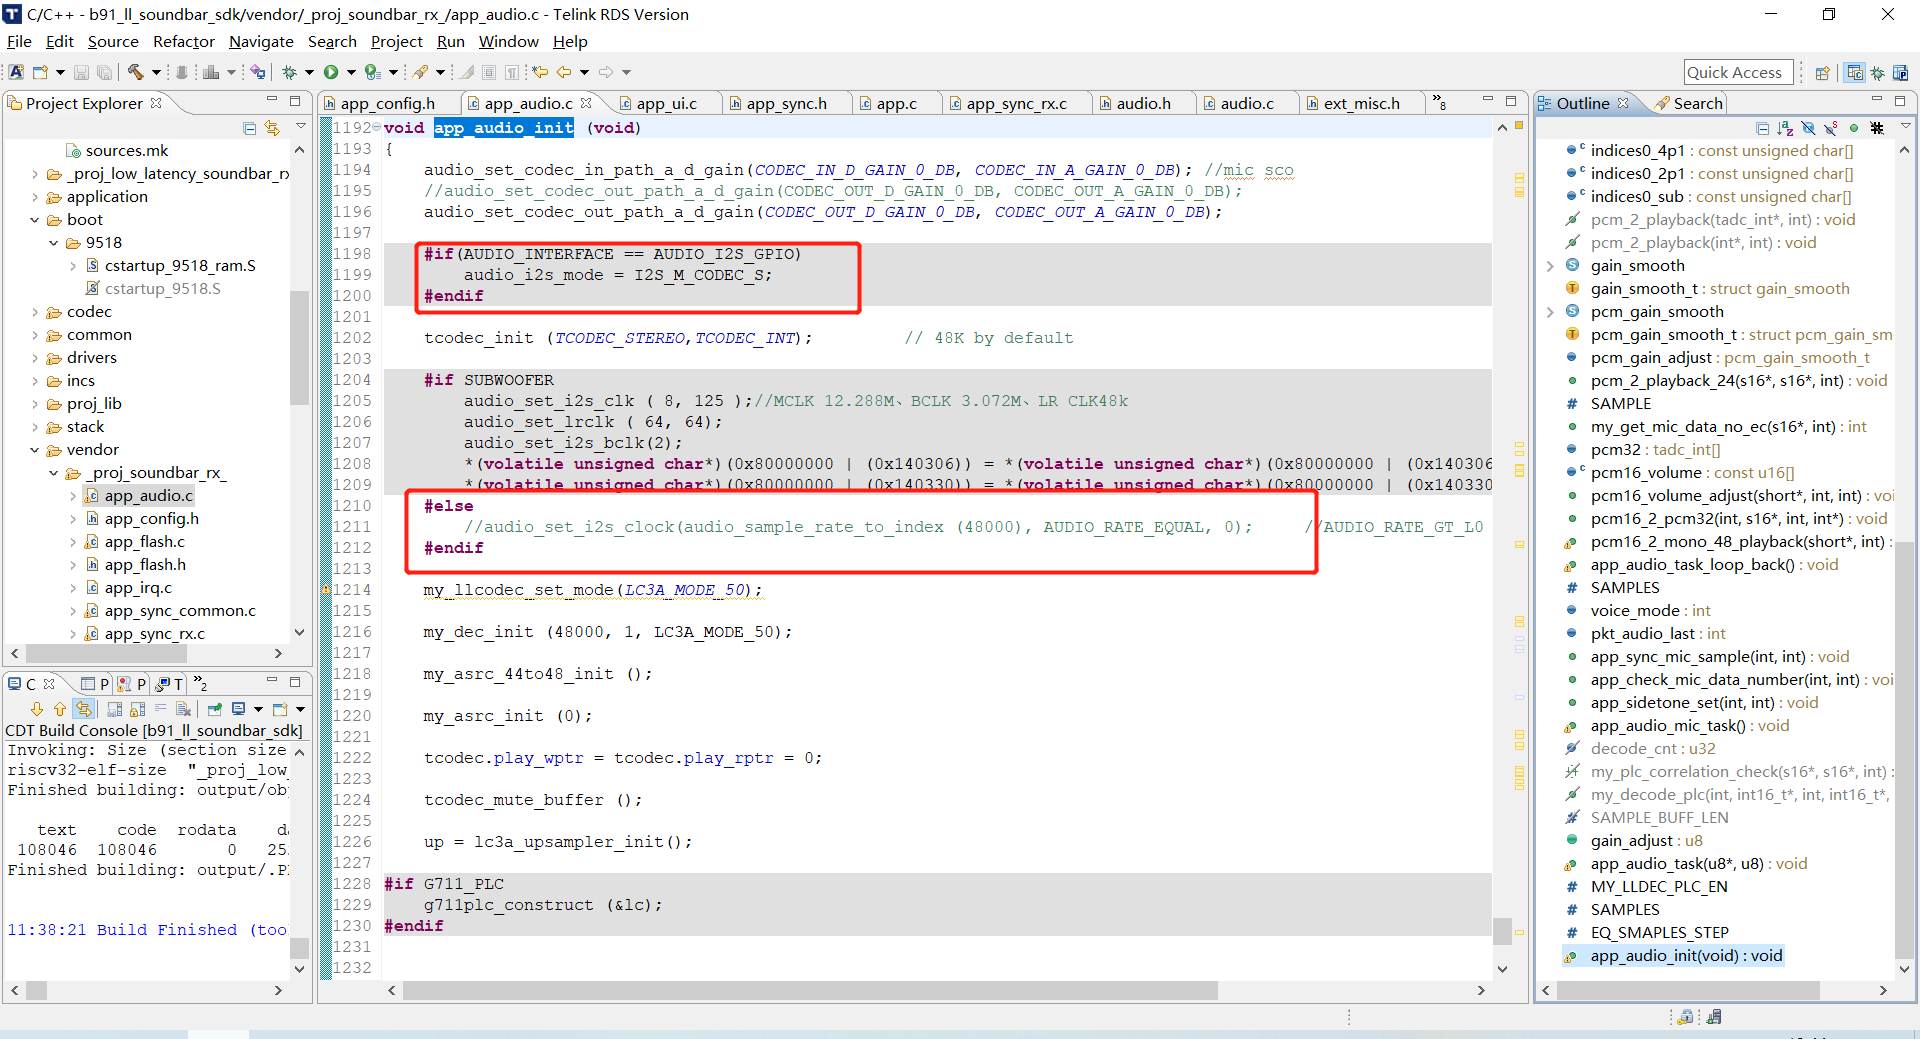 C/C++ - b91_ll_soundbar_sdk/vendor/_proj_soundbar_rx_/app_audio.c - Telink RDS Version
File Edit Source Refactor Navigate Search Project Run Window Help
Quick Access
Project Explorer
sources.mk
_proj_low_latency_soundbar_rx
application
boot
9518
cstartup_9518_ram.S
cstartup_9518.S
codec
common
drivers
incs
proj_lib
stack
vendor
_proj_soundbar_rx_
app_audio.c
app_config.h
app_flash.c
app_flash.h
app_irq.c
app_sync_common.c
app_sync_rx.c
C P P T 2
CDT Build Console [b91_ll_soundbar_sdk]
Invoking: Size (section size
riscv32-elf-size "_proj_low_
Finished building: output/ob
text code rodata
108046 108046 0 25
Finished building: output/.P
11:38:21 Build Finished (too
app_config.h app_audio.c app_ui.c app_sync.h app.c app_sync_rx.c audio.h audio.c ext_misc.h 8
1192 void app_audio_init (void)
1193 {
1194 audio_set_codec_in_path_a_d_gain(CODEC_IN_D_GAIN_0_DB, CODEC_IN_A_GAIN_0_DB); //mic sco
1195 //audio_set_codec_out_path_a_d_gain(CODEC_OUT_D_GAIN_0_DB, CODEC_OUT_A_GAIN_0_DB);
1196 audio_set_codec_out_path_a_d_gain(CODEC_OUT_D_GAIN_0_DB, CODEC_OUT_A_GAIN_0_DB);
1197
1198 #if(AUDIO_INTERFACE == AUDIO_I2S_GPIO)
1199 audio_i2s_mode = I2S_M_CODEC_S;
1200 #endif
1201
1202 tcodec_init (TCODEC_STEREO,TCODEC_INT); // 48K by default
1203
1204 #if SUBWOOFER
1205 audio_set_i2s_clk ( 8, 125 );//MCLK 12.288M、BCLK 3.072M、LR CLK48k
1206 audio_set_lrclk ( 64, 64);
1207 audio_set_i2s_bclk(2);
1208 *(volatile unsigned char*)(0x80000000 | (0x140306)) = *(volatile unsigned char*)(0x80000000 | (0x140306
1209 *(volatile unsigned char*)(0x80000000 | (0x140330)) = *(volatile unsigned char*)(0x80000000 | (0x140330
1210 #else
1211 //audio_set_i2s_clock(audio_sample_rate_to_index (48000), AUDIO_RATE_EQUAL, 0); //AUDIO_RATE_GT_L0
1212 #endif
1213
1214 my_llcodec_set_mode(LC3A_MODE_50);
1215
1216 my_dec_init (48000, 1, LC3A_MODE_50);
1217
1218 my_asrc_44to48_init ();
1219
1220 my_asrc_init (0);
1221
1222 tcodec.play_wptr = tcodec.play_rptr = 0;
1223
1224 tcodec_mute_buffer ();
1225
1226 up = lc3a_upsampler_init();
1227
1228 #if G711_PLC
1229 g711plc_construct (&lc);
1230 #endif
1231
1232
Outline Search
indices0_4p1 : const unsigned char[]
indices0_2p1 : const unsigned char[]
indices0_sub : const unsigned char[]
pcm_2_playback(tadc_int*, int) : void
pcm_2_playback(int*, int) : void
gain_smooth
gain_smooth_t : struct gain_smooth
pcm_gain_smooth
pcm_gain_smooth_t : struct pcm_gain_sm
pcm_gain_adjust : pcm_gain_smooth_t
pcm_2_playback_24(s16*, s16*, int) : void
SAMPLE
my_get_mic_data_no_ec(s16*, int) : int
pcm32 : tadc_int[]
pcm16_volume : const u16[]
pcm16_volume_adjust(short*, int, int) : voi
pcm16_2_pcm32(int, s16*, int, int*) : void
pcm16_2_mono_48_playback(short*, int) :
app_audio_task_loop_back() : void
SAMPLES
voice_mode : int
pkt_audio_last : int
app_sync_mic_sample(int, int) : void
app_check_mic_data_number(int, int) : voi
app_sidetone_set(int, int) : void
app_audio_mic_task() : void
decode_cnt : u32
my_plc_correlation_check(s16*, s16*, int) :
my_decode_plc(int, int16_t*, int, int16_t*,
SAMPLE_BUFF_LEN
gain_adjust : u8
app_audio_task(u8*, u8) : void
MY_LLDEC_PLC_EN
SAMPLES
EQ_SMAPLES_STEP
app_audio_init(void) : void